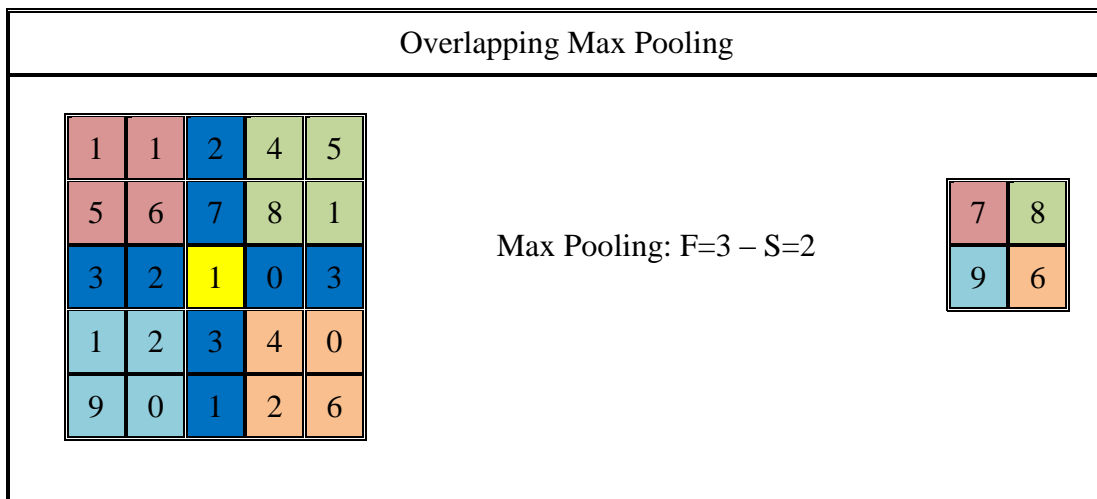 Overlapping Max Pooling
1 1 2 4 5
5 6 7 8 1
3 2 1 0 3
1 2 3 4 0
9 0 1 2 6
Max Pooling: F=3 – S=2
7 8
9 6